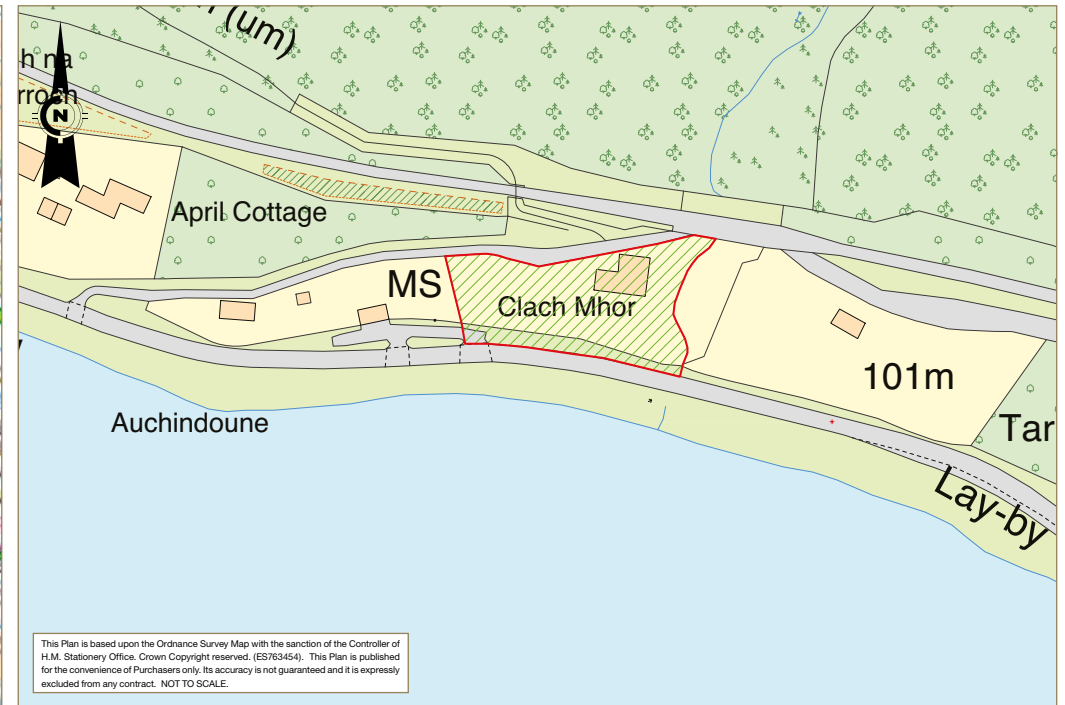 (um)
h na
rroch
N
April Cottage
MS
Clach Mhor
101m
Auchindoune
Tar
Lay-by
This Plan is based upon the Ordnance Survey Map with the sanction of the Controller of
H.M. Stationery Office. Crown Copyright reserved. (ES763454). This Plan is published
for the convenience of Purchasers only. Its accuracy is not guaranteed and it is expressly
excluded from any contract. NOT TO SCALE.